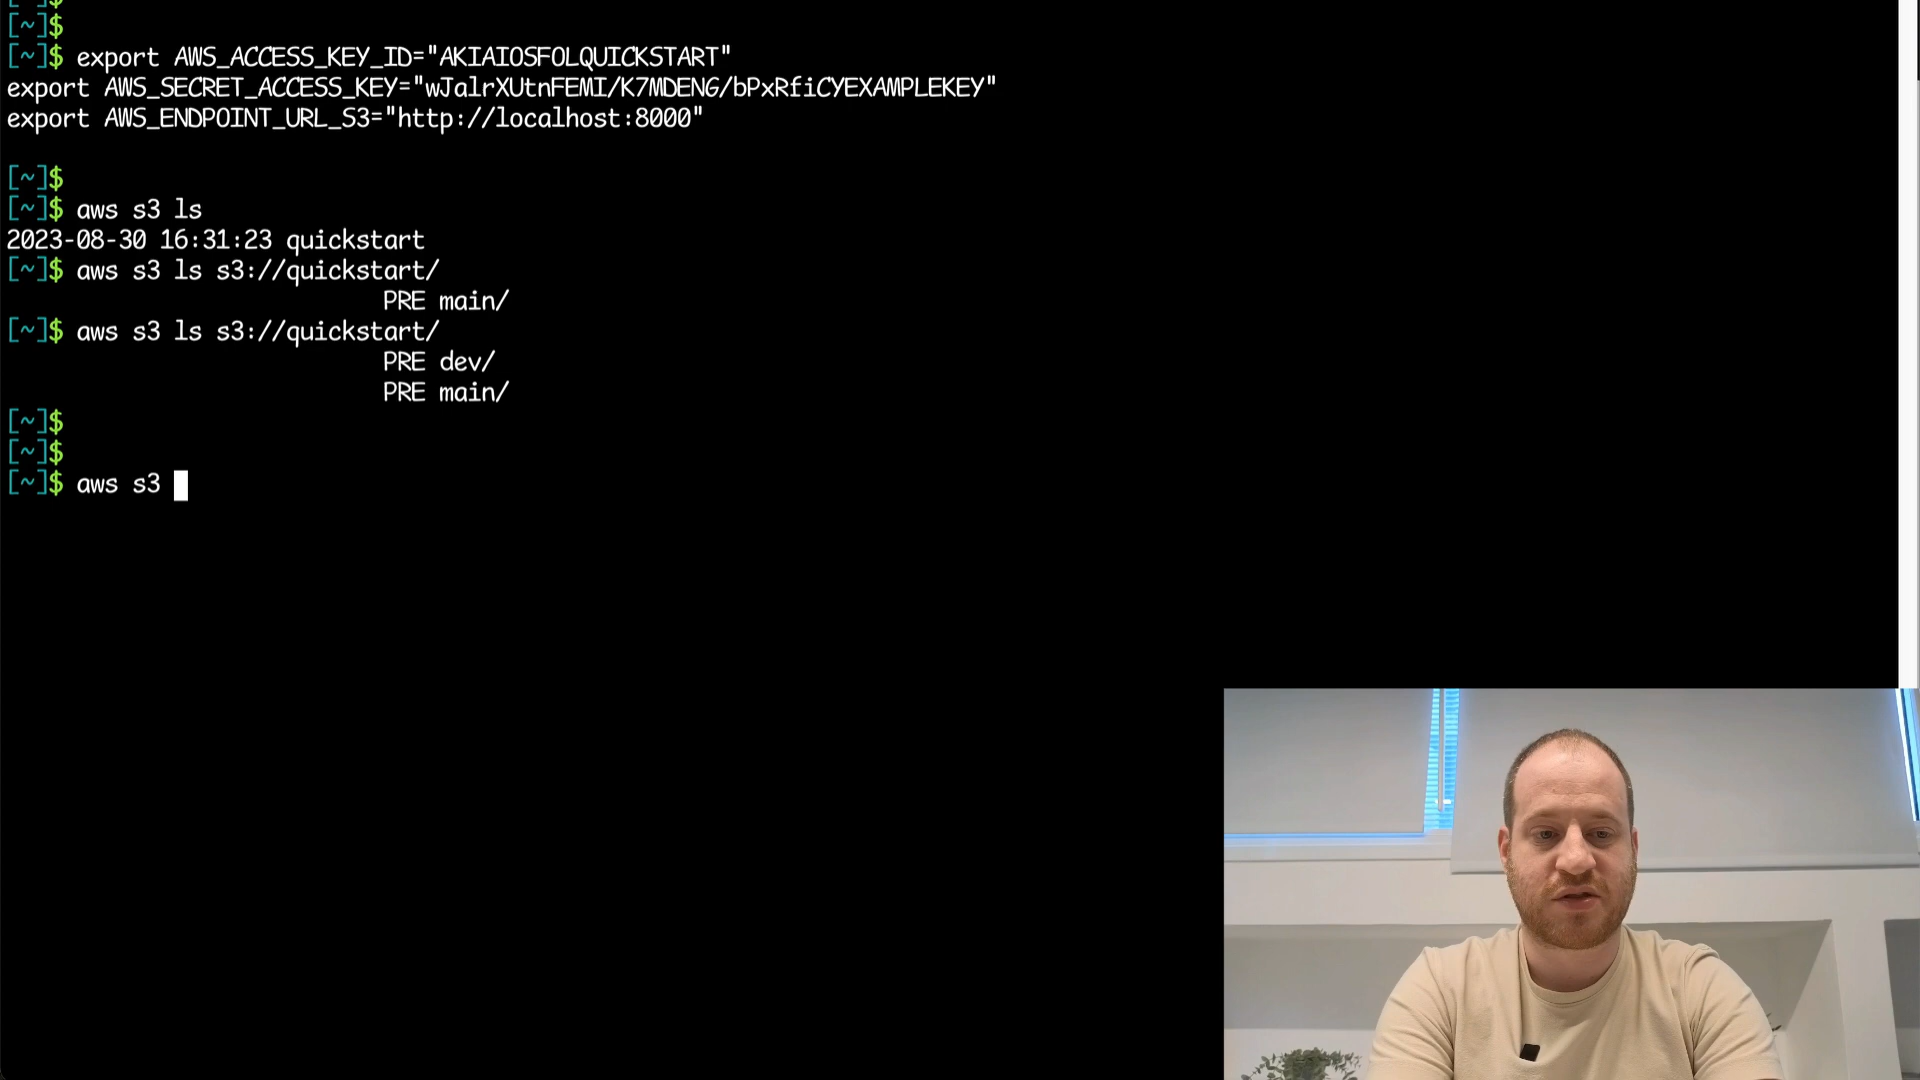 [~]$
[~]$
[~]$ export AWS_ACCESS_KEY_ID="AKIAIOSFOLQUICKSTART"
export AWS_SECRET_ACCESS_KEY="wJalrXUtnFEMI/K7MDENG/bPxRfiCYEXAMPLEKEY"
export AWS_ENDPOINT_URL_S3="http://localhost:8000"
[~]$
[~]$ aws s3 ls
2023-08-30 16:31:23 quickstart
[~]$ aws s3 ls s3://quickstart/
PRE main/
[~]$ aws s3 ls s3://quickstart/
PRE dev/
PRE main/
[~]$
[~]$
[~]$ aws s3